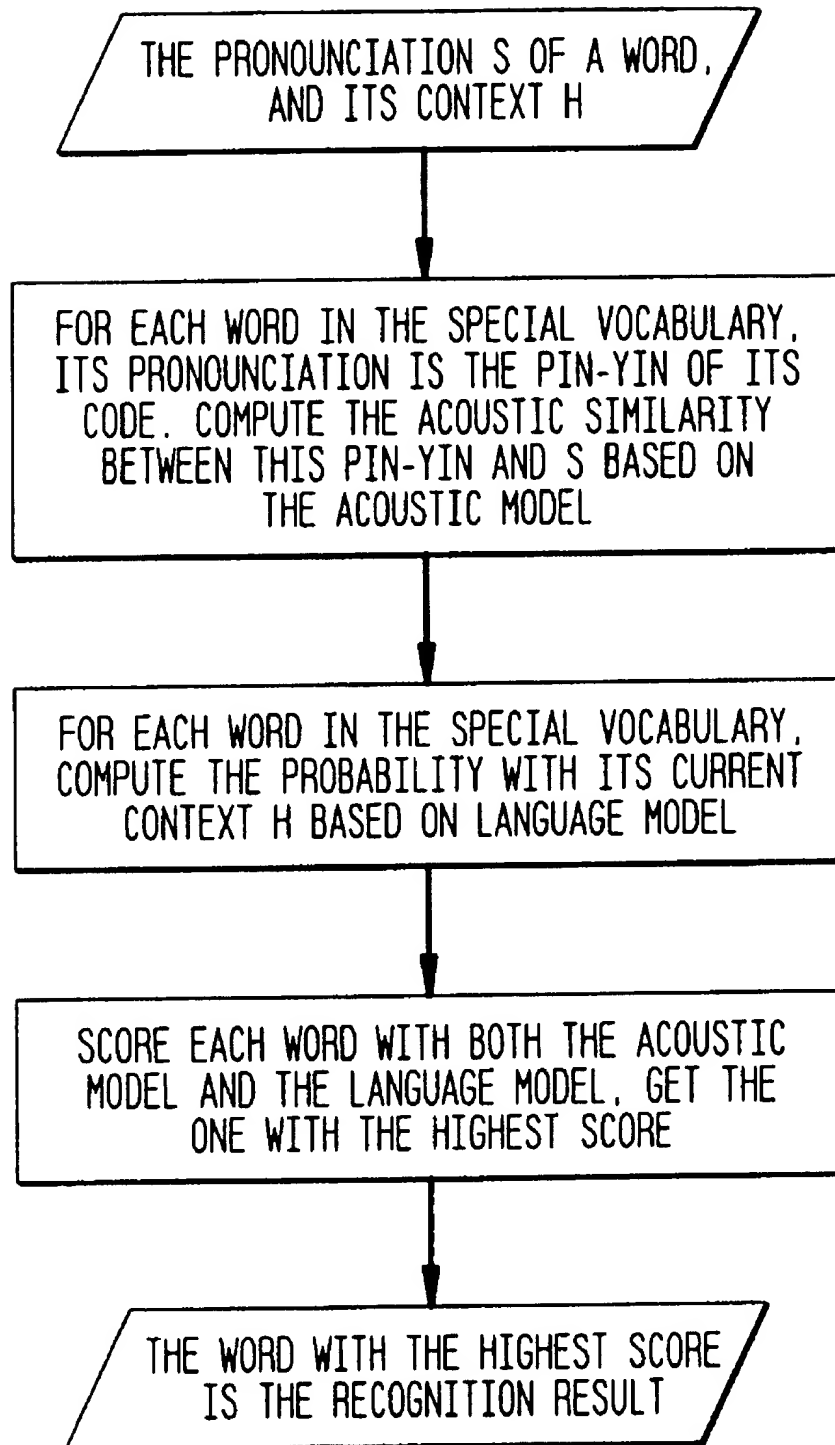 THE PRONOUNCIATION S OF A WORD,
AND ITS CONTEXT H
FOR EACH WORD IN THE SPECIAL VOCABULARY,
ITS PRONOUNCIATION IS THE PIN-YIN OF ITS
CODE. COMPUTE THE ACOUSTIC SIMILARITY
BETWEEN THIS PIN-YIN AND S BASED ON
THE ACOUSTIC MODEL
FOR EACH WORD IN THE SPECIAL VOCABULARY,
COMPUTE THE PROBABILITY WITH ITS CURRENT
CONTEXT H BASED ON LANGUAGE MODEL
SCORE EACH WORD WITH BOTH THE ACOUSTIC
MODEL AND THE LANGUAGE MODEL, GET THE
ONE WITH THE HIGHEST SCORE
THE WORD WITH THE HIGHEST SCORE
IS THE RECOGNITION RESULT